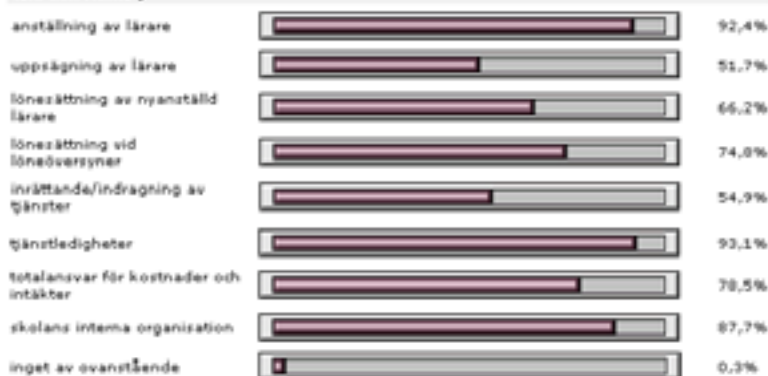 anställning av lärare 92,4%
uppsägning av lärare 51,7%
lönesättning av nyanställd
lärare 66,2%
lönesättning vid
löneöversyner 74,8%
inrättande/indragning av
tjänster 54,9%
tjänstledigheter 93,1%
totalansvar för kostnader och
intäkter 78,5%
skolans interna organisation 87,7%
inget av ovanstående 0,3%